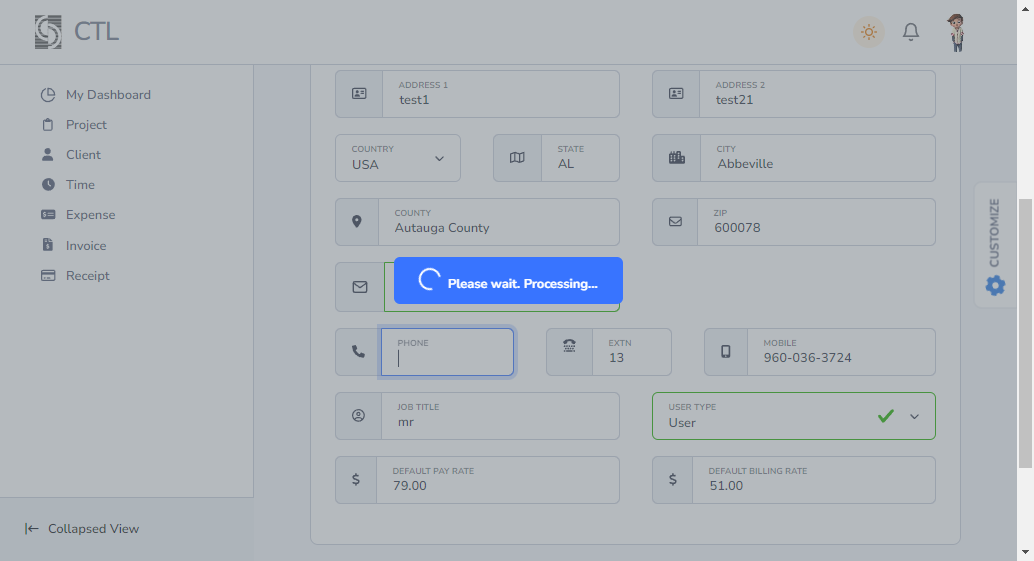 CTL
My Dashboard
Project
Client
Time
Expense
Invoice
Receipt
Collapsed View
ADDRESS 1
test1
ADDRESS 2
test21
COUNTRY
USA
STATE
AL
CITY
Abbeville
COUNTY
Autauga County
ZIP
600078
Please wait. Processing...
PHONE
EXTN
13
MOBILE
960-036-3724
JOB TITLE
mr
USER TYPE
User
DEFAULT PAY RATE
79.00
DEFAULT BILLING RATE
51.00
CUSTOMIZE